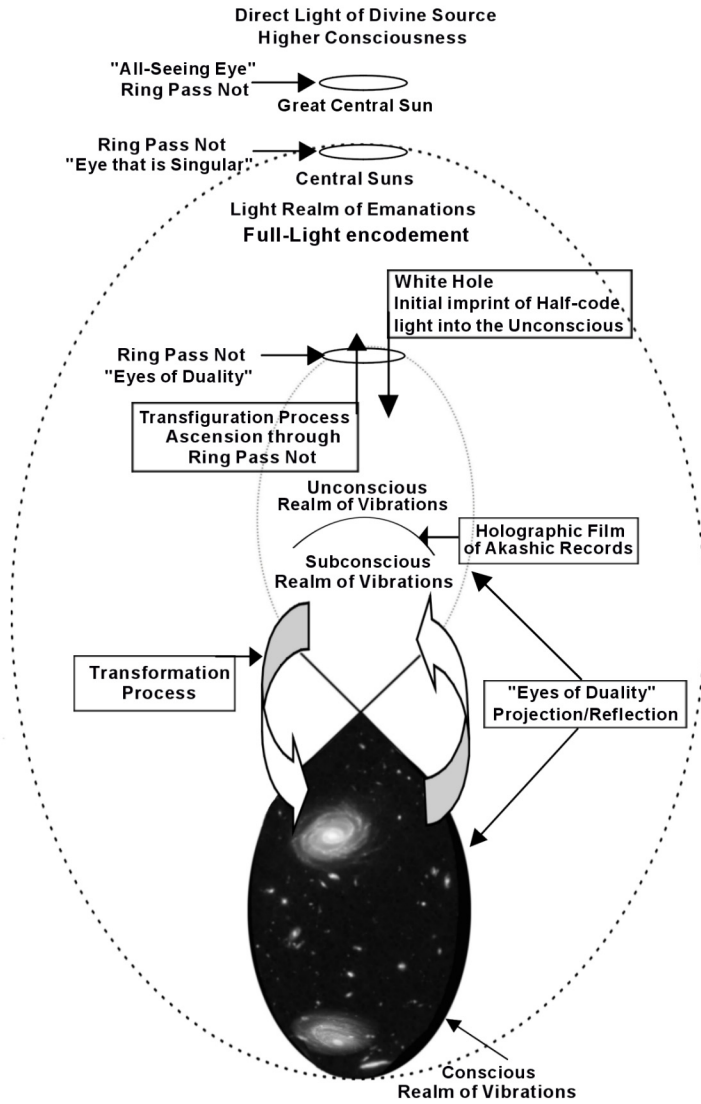 Direct Light of Divine Source
Higher Consciousness
"All-Seeing Eye"
Ring Pass Not
Great Central Sun
Ring Pass Not
"Eye that is Singular"
Central Suns
Light Realm of Emanations
Full-Light encodement
White Hole
Initial imprint of Half-code
light into the Unconscious
Ring Pass Not
"Eyes of Duality"
Transfiguration Process
Ascension through
Ring Pass Not
Unconscious
Realm of Vibrations
Holographic Film
of Akashic Records
Subconscious
Realm of Vibrations
Transformation
Process
"Eyes of Duality"
Projection/Reflection
Conscious
Realm of Vibrations